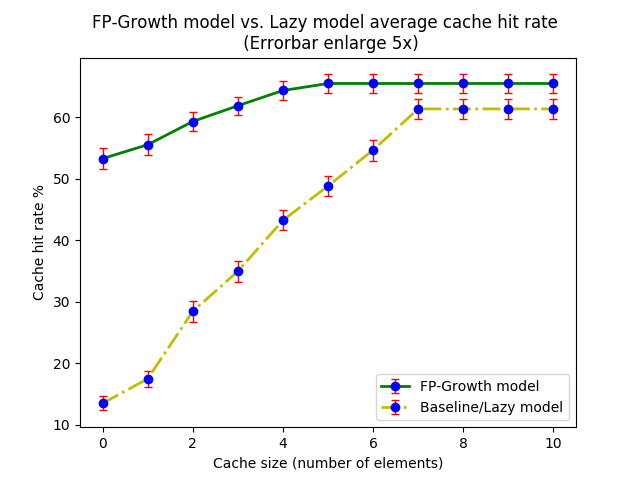 FP-Growth model vs. Lazy model average cache hit rate
(Errorbar enlarge 5x)
Cache hit rate %
60
50
40
30
20
10
FP-Growth model
Baseline/Lazy model
0 2 4 6 8 10
Cache size (number of elements)